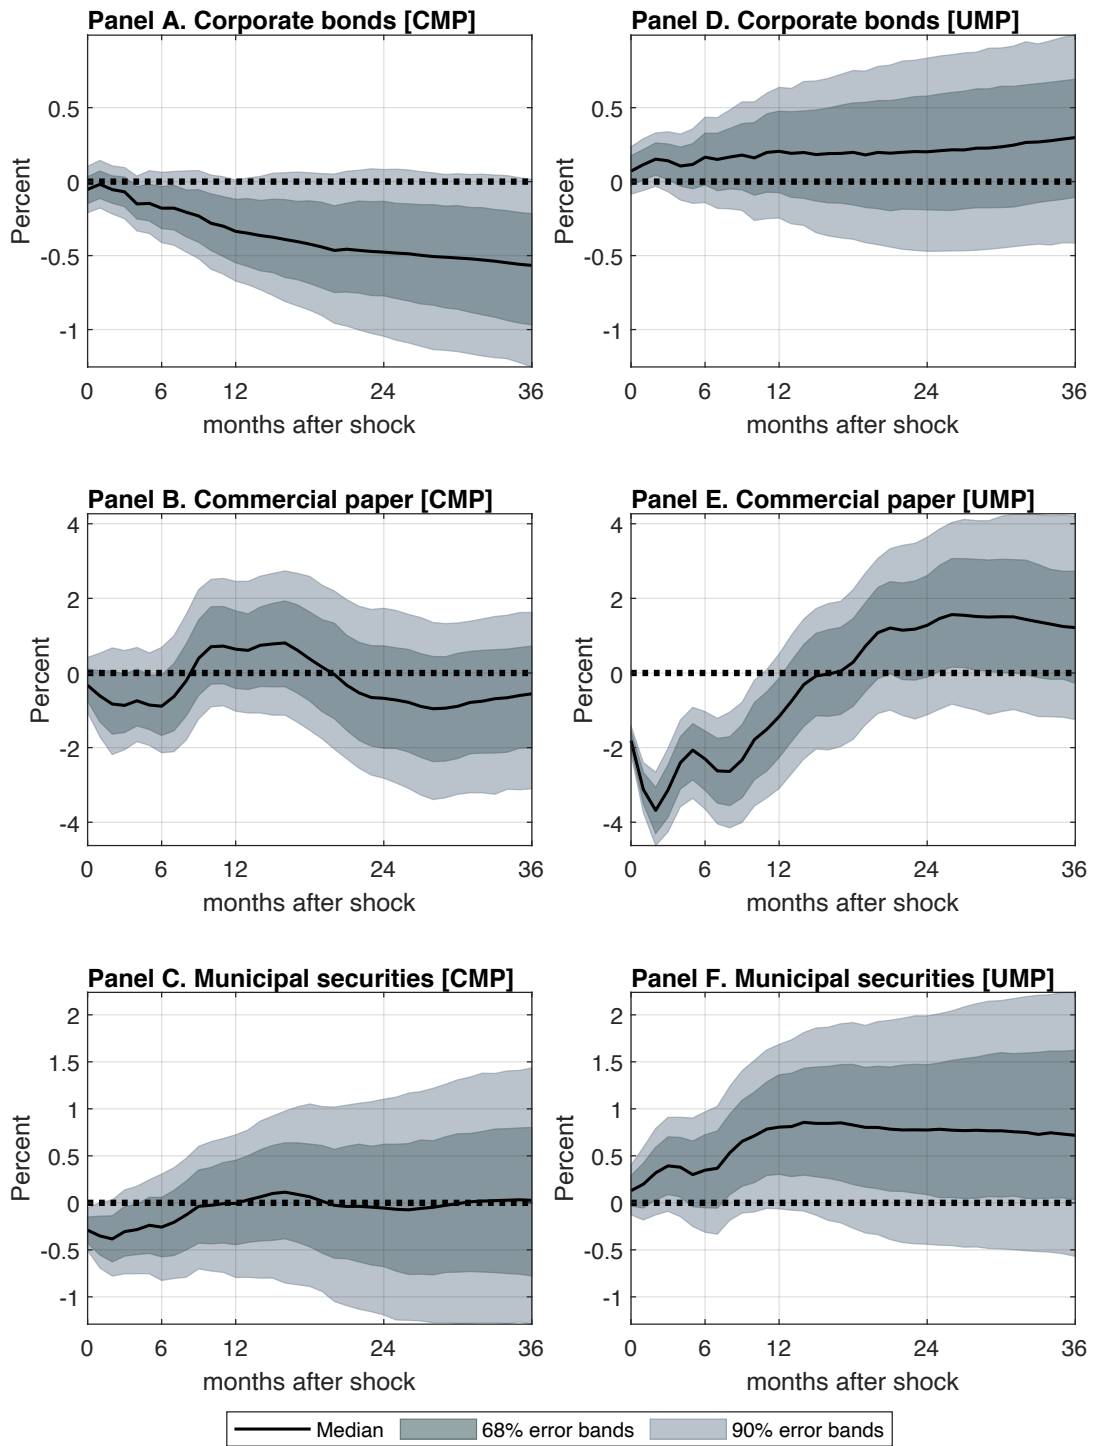 Panel A. Corporate bonds [CMP]
Percent
0.5
0
-0.5
-1
0 6 12 24 36
months after shock
Panel D. Corporate bonds [UMP]
Percent
0.5
0
-0.5
-1
0 6 12 24 36
months after shock
Panel B. Commercial paper [CMP]
Percent
4
2
0
-2
-4
0 6 12 24 36
months after shock
Panel E. Commercial paper [UMP]
Percent
4
2
0
-2
-4
0 6 12 24 36
months after shock
Panel C. Municipal securities [CMP]
Percent
2
1.5
1
0.5
0
-0.5
-1
0 6 12 24 36
months after shock
Panel F. Municipal securities [UMP]
Percent
2
1.5
1
0.5
0
-0.5
-1
0 6 12 24 36
months after shock
Median 68% error bands 90% error bands